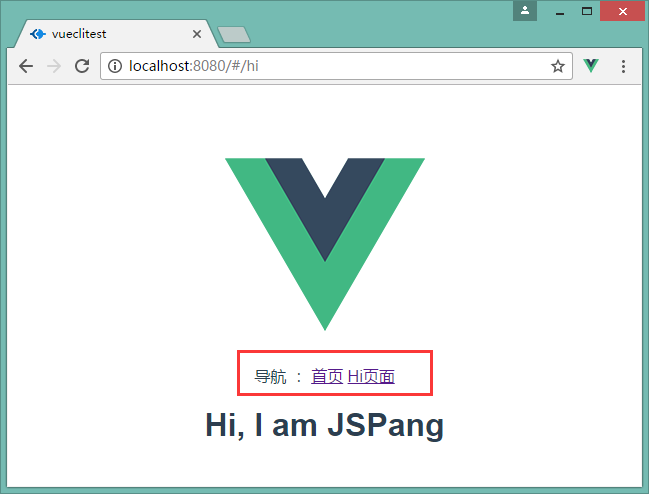 vueclitest
localhost:8080/#/hi
导航 ： 首页 Hi页面
Hi, I am JSPang